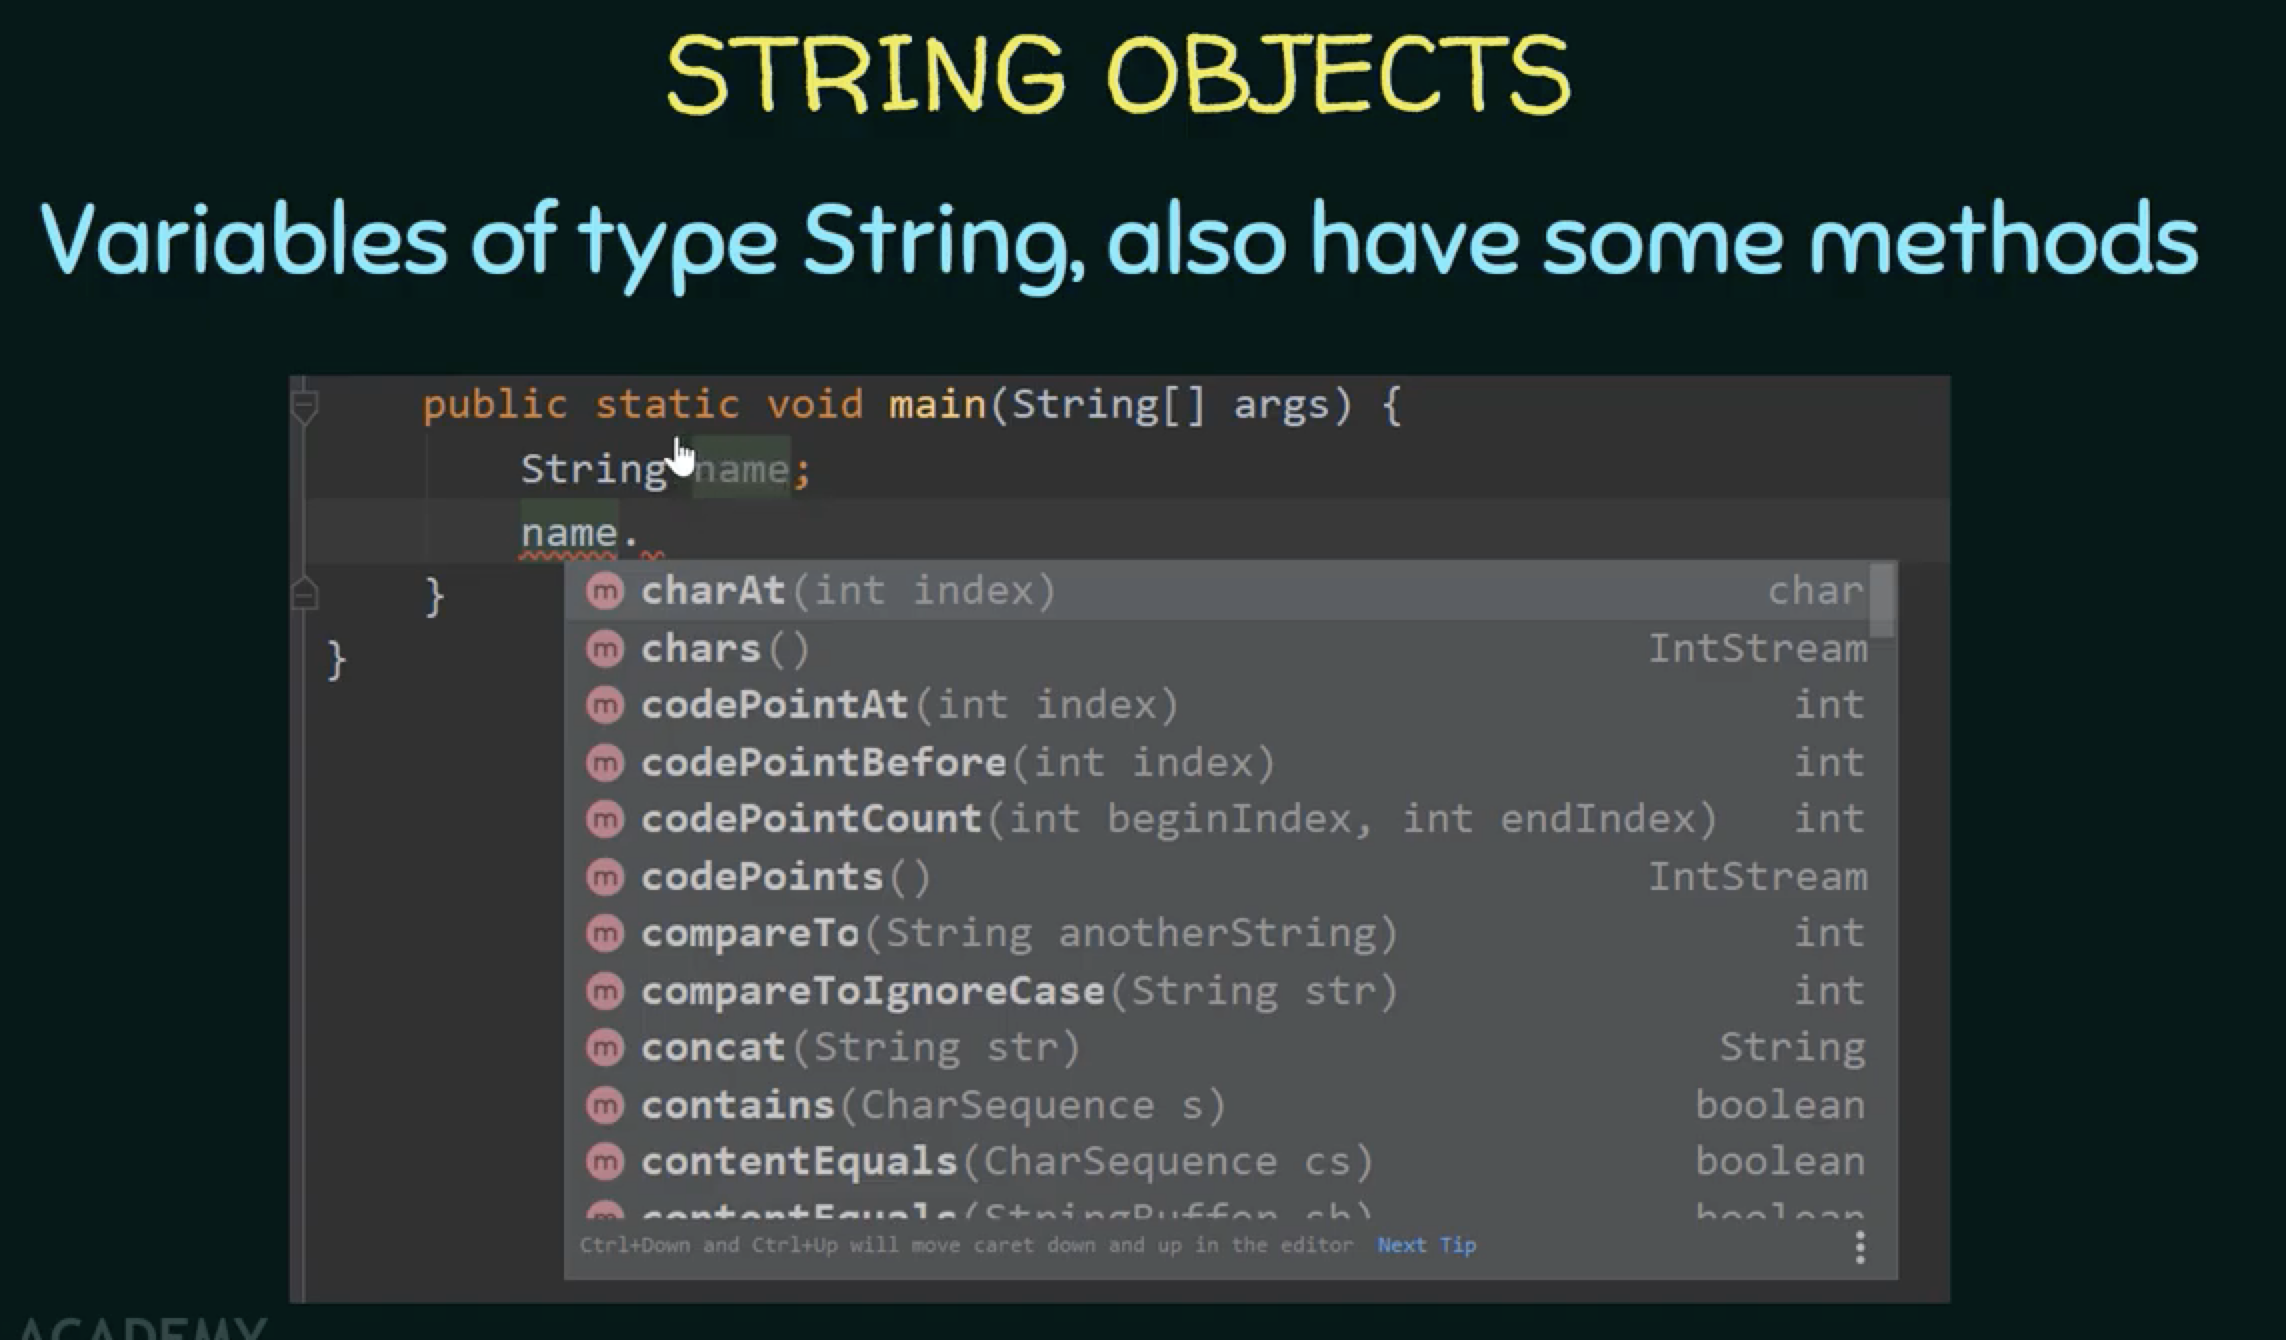 STRING OBJECTS
Variables of type String, also have some methods
public static void main(String[] args) {
String name;
name.
}
}
charAt(int index) char
chars() IntStream
codePointAt(int index) int
codePointBefore(int index) int
codePointCount(int beginIndex, int endIndex) int
codePoints() IntStream
compareTo(String anotherString) int
compareToIgnoreCase(String str) int
concat(String str) String
contains(CharSequence s) boolean
contentEquals(CharSequence cs) boolean
contentEquals(StringBuffer sb) boolean
Ctrl+Down and Ctrl+Up will move caret down and up in the editor Next Tip
ACADEMY